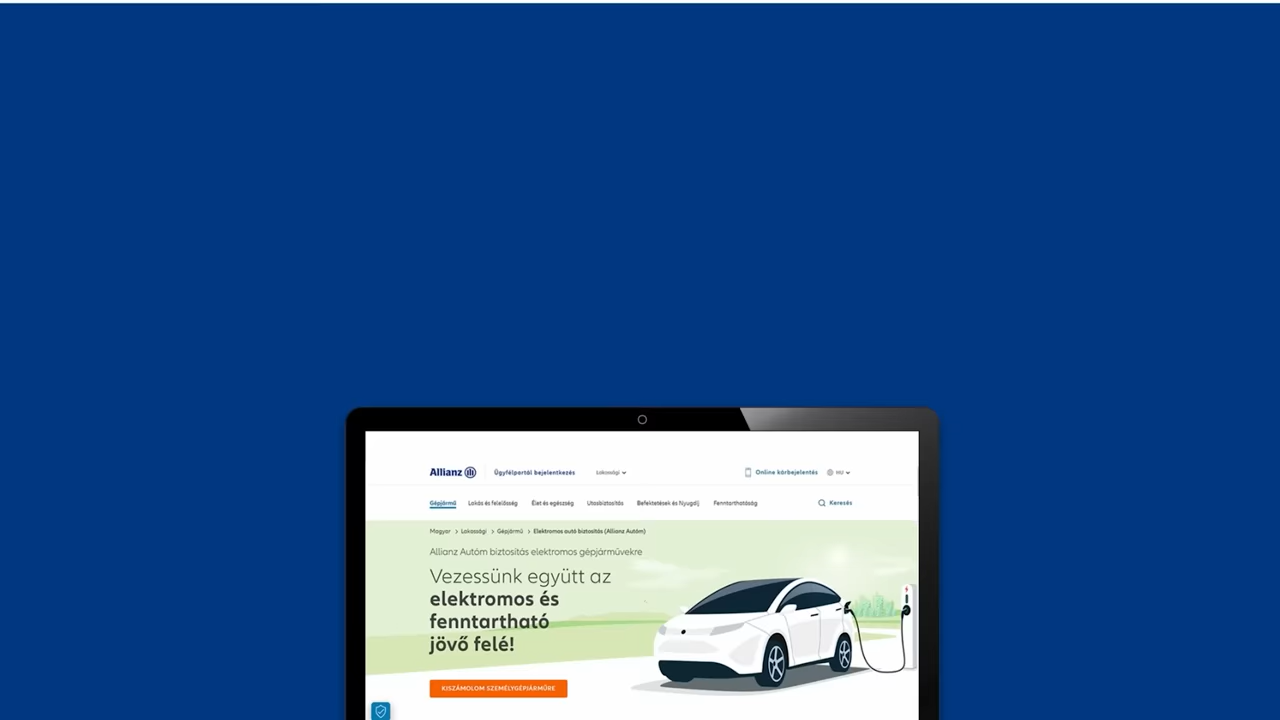 Allianz Ügyfélportál bejelentkezés Lakossági Online kárbejelentés HU
Gépjármű Lakás és felelősség Élet és egészség Utasbiztosítás Befektetések és Nyugdíj Fenntarthatóság Keresés
Magyar > Lakossági > Gépjármű > Elektromos autó biztosítás (Allianz Autóm)
Allianz Autóm biztosítás elektromos gépjárművekre
Vezessünk együtt az
elektromos és
fenntartható
jövő felé!
KISZÁMOLOM SZEMÉLYGÉPJÁRMŰRE